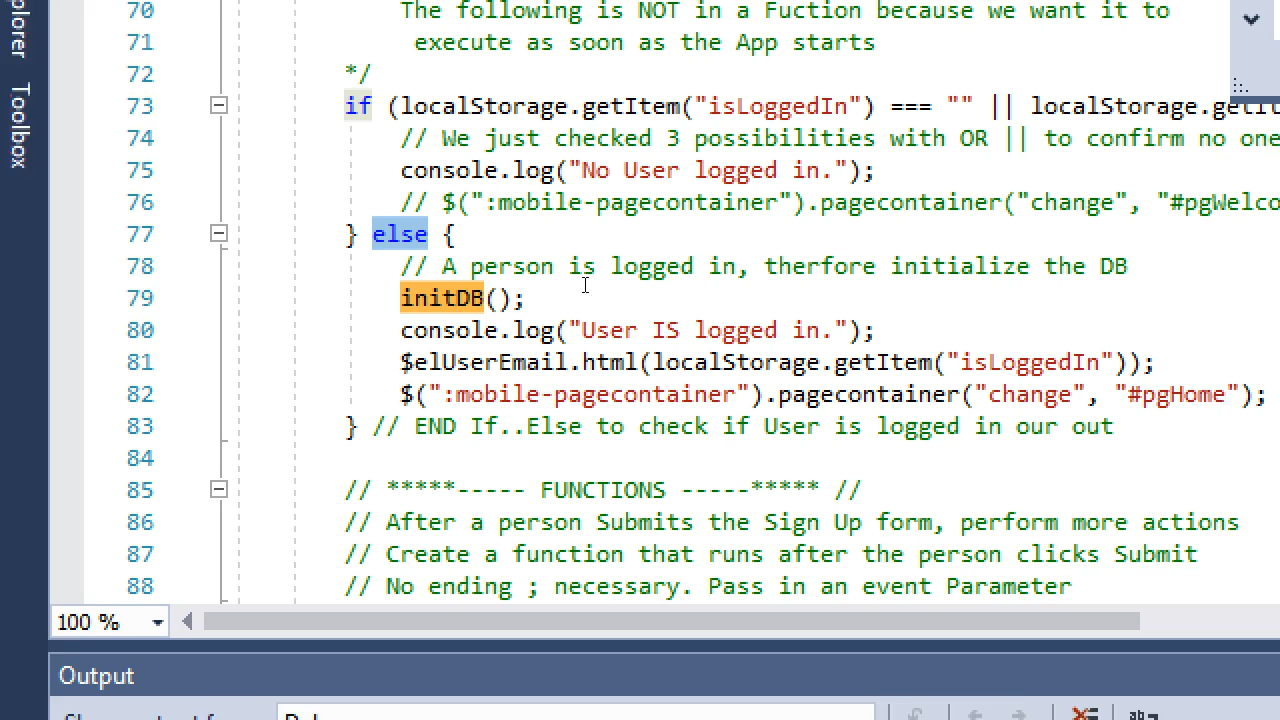 plorer
Toolbox
70 The following is NOT in a Fuction because we want it to
71 execute as soon as the App starts
72 */
73 if (localStorage.getItem("isLoggedIn") === "" || localStorage.getIt
74 // We just checked 3 possibilities with OR || to confirm no one
75 console.log("No User logged in.");
76 // $(":mobile-pagecontainer").pagecontainer("change", "#pgWelco
77 } else {
78 // A person is logged in, therfore initialize the DB
79 initDB();
80 console.log("User IS logged in.");
81 $elUserEmail.html(localStorage.getItem("isLoggedIn"));
82 $(":mobile-pagecontainer").pagecontainer("change", "#pgHome");
83 } // END If..Else to check if User is logged in our out
84
85 // *****----- FUNCTIONS -----***** //
86 // After a person Submits the Sign Up form, perform more actions
87 // Create a function that runs after the person clicks Submit
88 // No ending ; necessary. Pass in an event Parameter
100 %
Output